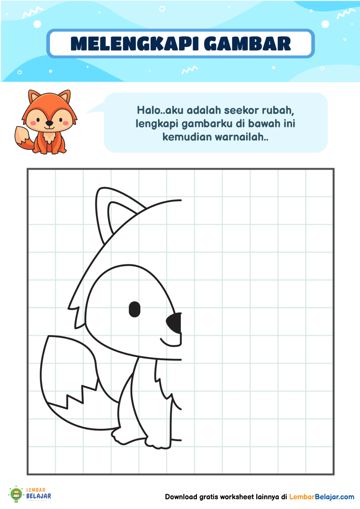 MELENGKAPI GAMBAR
Halo..aku adalah seekor rubah,
lengkapi gambarku di bawah ini
kemudian warnailah..
LEMBAR
BELAJAR
Download gratis worksheet lainnya di LembarBelajar.com